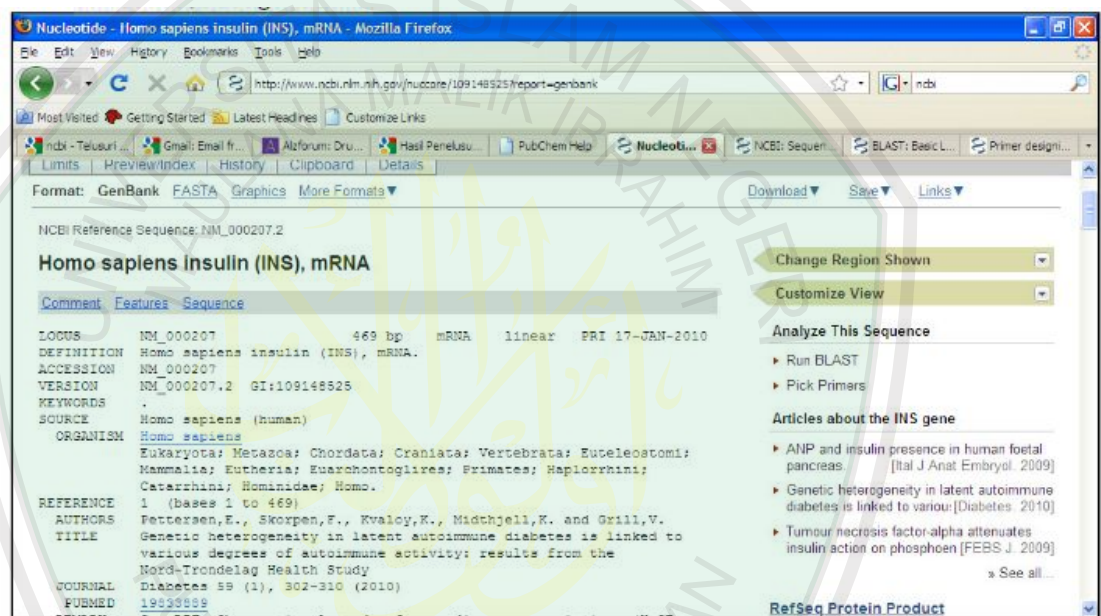 Nucleotide - Homo sapiens insulin (INS), mRNA - Mozilla Firefox
File Edit View History Bookmarks Tools Help
http://www.ncbi.nlm.nih.gov/nuccore/109148525?report=genbank
G ncbi
Most Visited Getting Started Latest Headlines Customize Links
ncbi - Telusuri ... Gmail: Email fr... Alzforum: Dru... Hasil Penelusu... PubChem Help Nucleoti... NCBI: Sequen... BLAST: Basic L... Primer designi...
Limits Preview/Index History Clipboard Details
Format: GenBank FASTA Graphics More Formats Download Save Links
NCBI Reference Sequence: NM_000207.2
Homo sapiens insulin (INS), mRNA
Comment Features Sequence
LOCUS NM_000207 469 bp mRNA linear PRI 17-JAN-2010
DEFINITION Homo sapiens insulin (INS), mRNA.
ACCESSION NM_000207
VERSION NM_000207.2 GI:109148525
KEYWORDS .
SOURCE Homo sapiens (human)
ORGANISM Homo sapiens
Eukaryota; Metazoa; Chordata; Craniata; Vertebrata; Euteleostomi;
Mammalia; Eutheria; Euarchontoglires; Primates; Haplorrhini;
Catarrhini; Hominidae; Homo.
REFERENCE 1 (bases 1 to 469)
AUTHORS Pettersen,E., Skorpen,F., Kvaloy,K., Midthjell,K. and Grill,V.
TITLE Genetic heterogeneity in latent autoimmune diabetes is linked to
various degrees of autoimmune activity: results from the
Nord-Trondelag Health Study
JOURNAL Diabetes 59 (1), 302-310 (2010)
PUBMED 19833889
Change Region Shown
Customize View
Analyze This Sequence
Run BLAST
Pick Primers
Articles about the INS gene
ANP and insulin presence in human foetal
pancreas. [Ital J Anat Embryol. 2009]
Genetic heterogeneity in latent autoimmune
diabetes is linked to variou: [Diabetes. 2010]
Tumour necrosis factor-alpha attenuates
insulin action on phosphoen [FEBS J. 2009]
» See all...
RefSeq Protein Product
MAULANA MALIK IBRAHIM